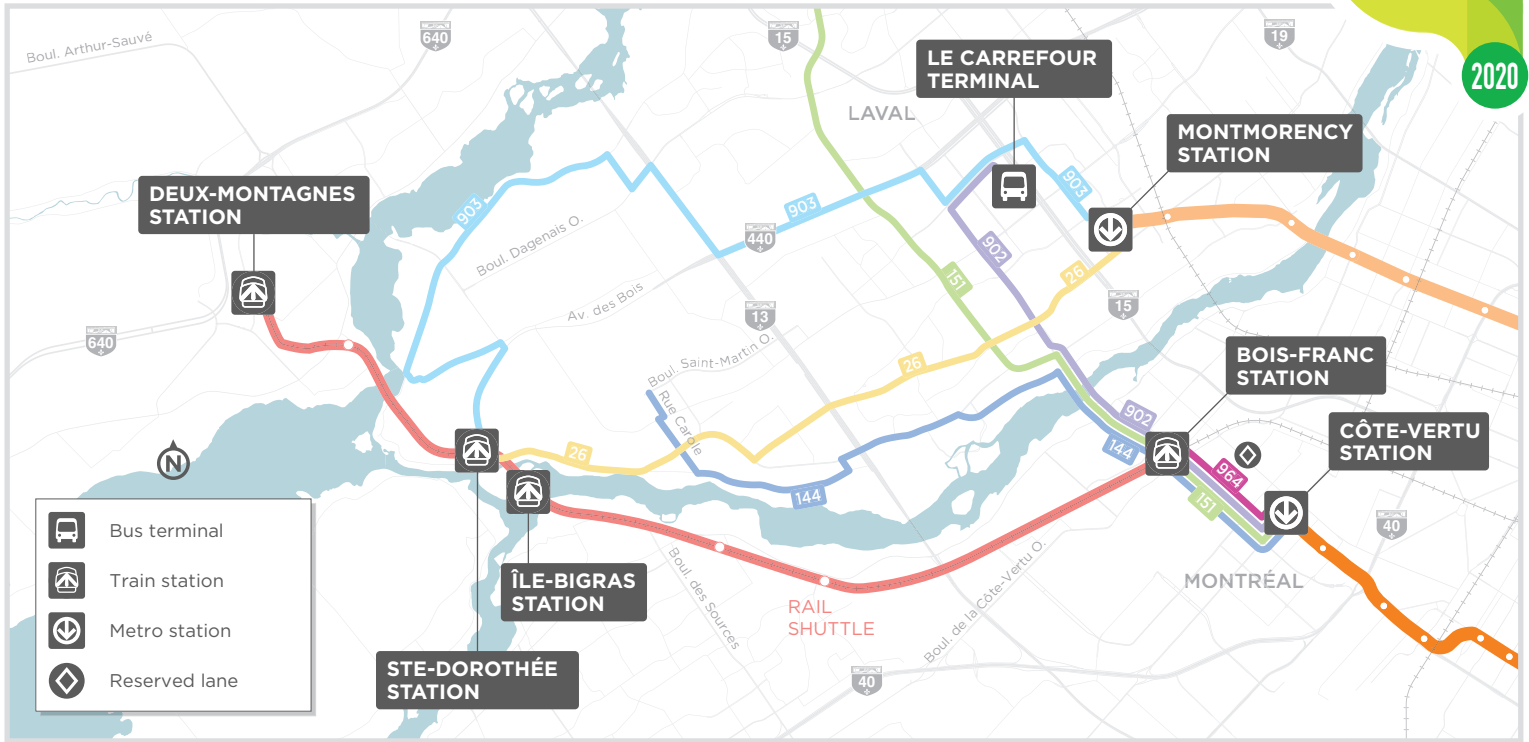 Boul. Arthur-Sauvé
640
15
19
2020
LE CARREFOUR
TERMINAL
LAVAL
MONTMORENCY
STATION
DEUX-MONTAGNES
STATION
903
903
903
Boul. Dagenais O.
440
902
26
151
Av. des Bois
15
13
640
Boul. Saint-Martin O.
26
BOIS-FRANC
STATION
Rue Carole
902
144
CÔTE-VERTU
STATION
26
N
964
144
151
40
Bus terminal
Train station
Metro station
Reserved lane
ÎLE-BIGRAS
STATION
Boul. des Sources
RAIL
SHUTTLE
Boul. de la Côte-Vertu O.
MONTRÉAL
STE-DOROTHÉE
STATION
40